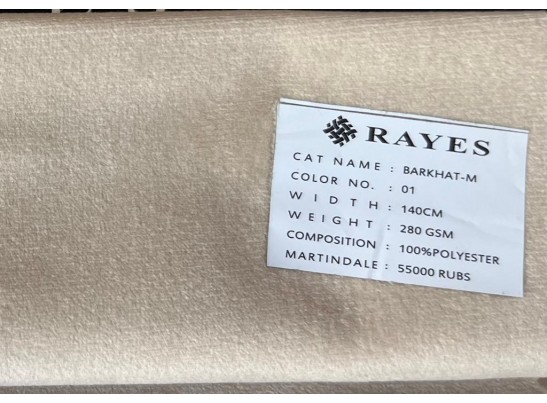 RAYES
CAT NAME : BARKHAT-M
COLOR NO. : 01
WIDTH : 140CM
WEIGHT : 280 GSM
COMPOSITION : 100%POLYESTER
MARTINDALE : 55000 RUBS